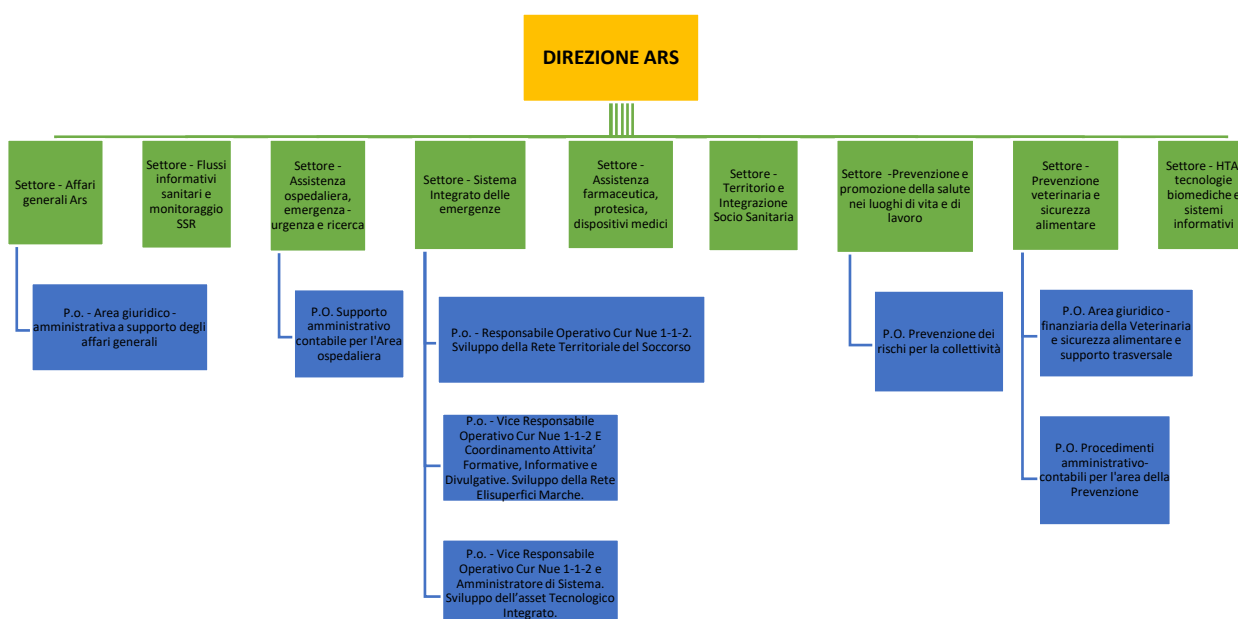 DIREZIONE ARS
Settore - Affari
generali Ars
Settore - Flussi
informativi
sanitari e
monitoraggio
SSR
Settore -
Assistenza
ospedaliera,
emergenza -
urgenza e ricerca
Settore - Sistema
Integrato delle
emergenze
Settore -
Assistenza
farmaceutica,
protesica,
dispositivi medici
Settore -
Territorio e
Integrazione
Socio Sanitaria
Settore -Prevenzione e
promozione della salute
nei luoghi di vita e di
lavoro
Settore -
Prevenzione
veterinaria e
sicurezza
alimentare
Settore - HTA,
tecnologie
biomediche e
sistemi
informativi
P.o. - Area giuridico -
amministrativa a supporto degli
affari generali
P.O. Supporto
amministrativo
contabile per l'Area
ospedaliera
P.o. - Responsabile Operativo Cur Nue 1-1-2.
Sviluppo della Rete Territoriale del Soccorso
P.o. - Vice Responsabile
Operativo Cur Nue 1-1-2 E
Coordinamento Attivita’
Formative, Informative e
Divulgative. Sviluppo della Rete
Elisuperfici Marche.
P.o. - Vice Responsabile
Operativo Cur Nue 1-1-2 e
Amministratore di Sistema.
Sviluppo dell’asset Tecnologico
Integrato.
P.O. Prevenzione dei
rischi per la collettività
P.O. Area giuridico -
finanziaria della Veterinaria
e sicurezza alimentare e
supporto trasversale
P.O. Procedimenti
amministrativo-
contabili per l'area della
Prevenzione